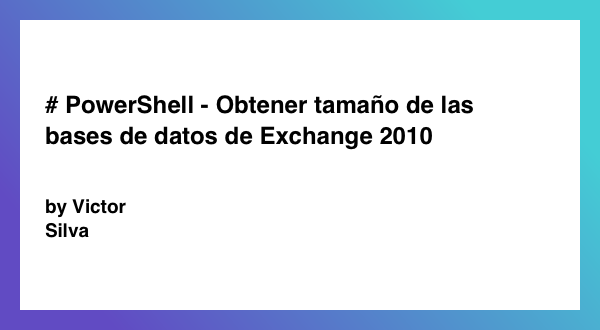 # PowerShell - Obtener tamaño de las
bases de datos de Exchange 2010
by Victor
Silva